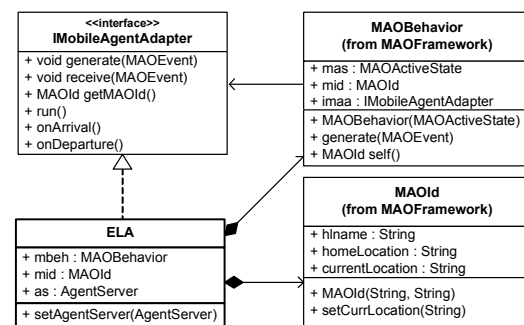 <<interface>>
IMobileAgentAdapter
+ void generate(MAOEvent)
+ void receive(MAOEvent)
+ MAOId getMAOId()
+ run()
+ onArrival()
+ onDeparture()
MAOBehavior
(from MAOFramework)
+ mas : MAOActiveState
+ mid : MAOId
+ imaa : IMobileAgentAdapter
+ MAOBehavior(MAOActiveState)
+ generate(MAOEvent)
+ MAOId self()
ELA
+ mbeh : MAOBehavior
+ mid : MAOId
+ as : AgentServer
+ setAgentServer(AgentServer)
MAOId
(from MAOFramework)
+ hlname : String
+ homeLocation : String
+ currentLocation : String
+ MAOId(String, String)
+ setCurrLocation(String)